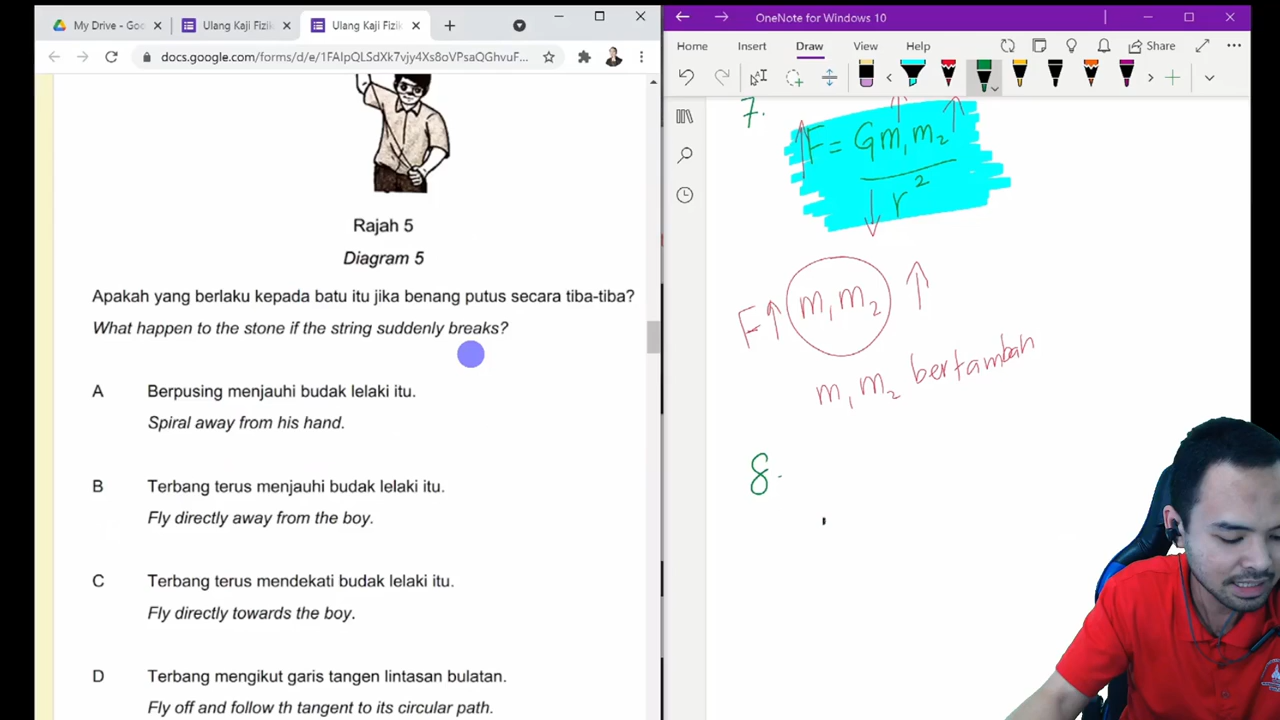 My Drive - Goo
Ulang Kaji Fizik
Ulang Kaji Fizik
docs.google.com/forms/d/e/1FAIpQLSdXk7vjy4Xs8oVPsaQGhvuF...
Rajah 5
Diagram 5
Apakah yang berlaku kepada batu itu jika benang putus secara tiba-tiba?
What happen to the stone if the string suddenly breaks?
A Berpusing menjauhi budak lelaki itu.
Spiral away from his hand.
B Terbang terus menjauhi budak lelaki itu.
Fly directly away from the boy.
C Terbang terus mendekati budak lelaki itu.
Fly directly towards the boy.
D Terbang mengikut garis tangen lintasan bulatan.
Fly off and follow th tangent to its circular path.
OneNote for Windows 10
Home Insert Draw View Help Share
7.
F = Gm₁m₂
r²
F↑ m₁m₂ ↑
m₁m₂ bertambah
8.